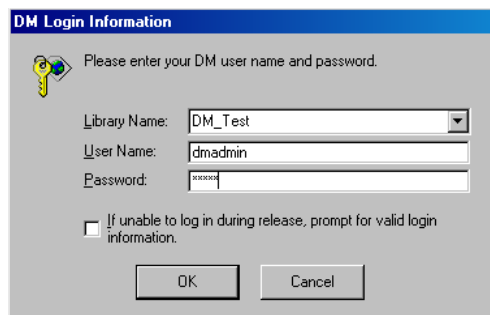 DM Login Information
Please enter your DM user name and password.
Library Name: DM_Test
User Name: dmadmin
Password: *****
If unable to log in during release, prompt for valid login
information.
OK Cancel